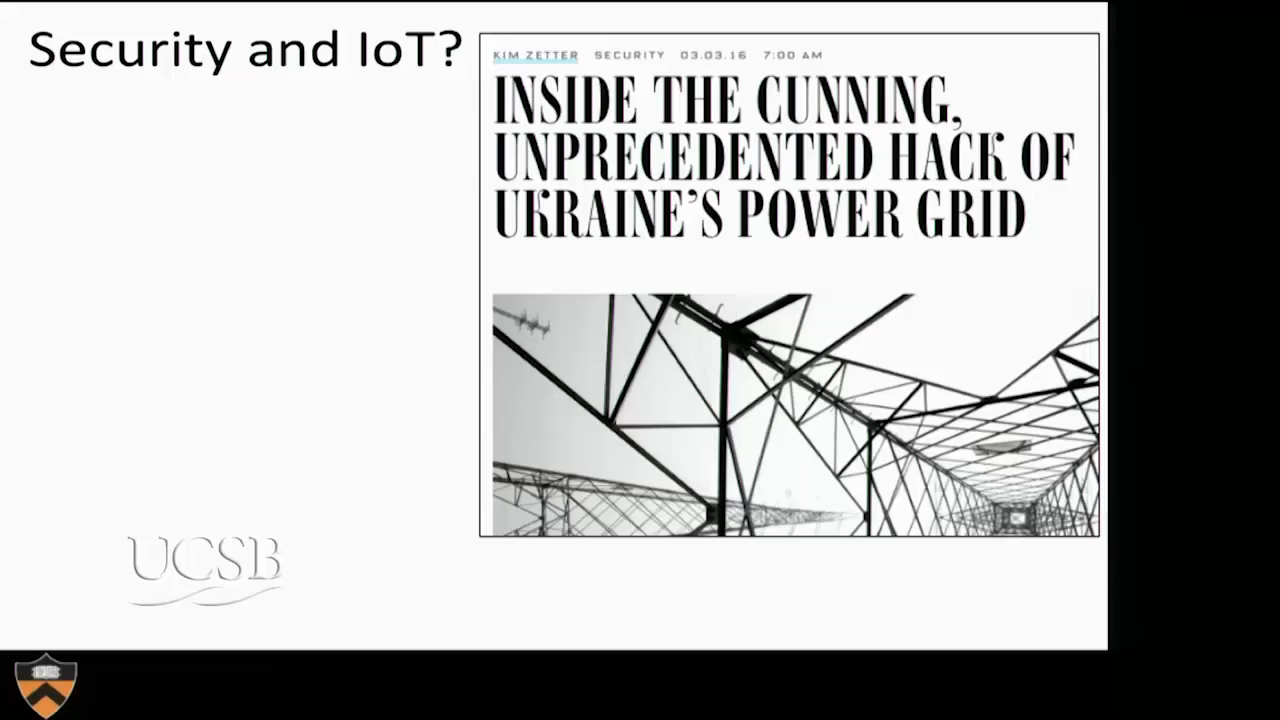 Security and IoT?
KIM ZETTER SECURITY 03.03.16 7:00 AM
INSIDE THE CUNNING,
UNPRECEDENTED HACK OF
UKRAINE'S POWER GRID
UCSB